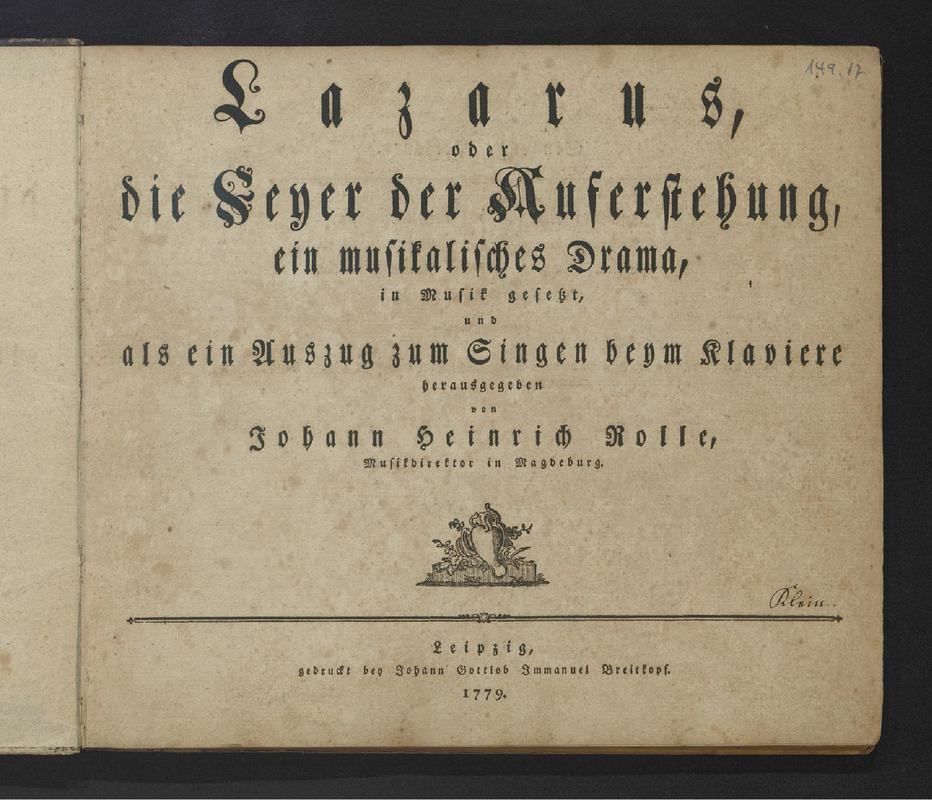 149.17
Lazarus,
oder
die Feyer der Auferstehung,
ein musikalisches Drama,
in Musik gesetzt,
und
als ein Auszug zum Singen beym Klaviere
herausgegeben
von
Johann Heinrich Rolle,
Musikdirektor in Magdeburg.
Klein.
Leipzig,
gedruckt bey Johann Gottlob Immanuel Breitkopf.
1779.